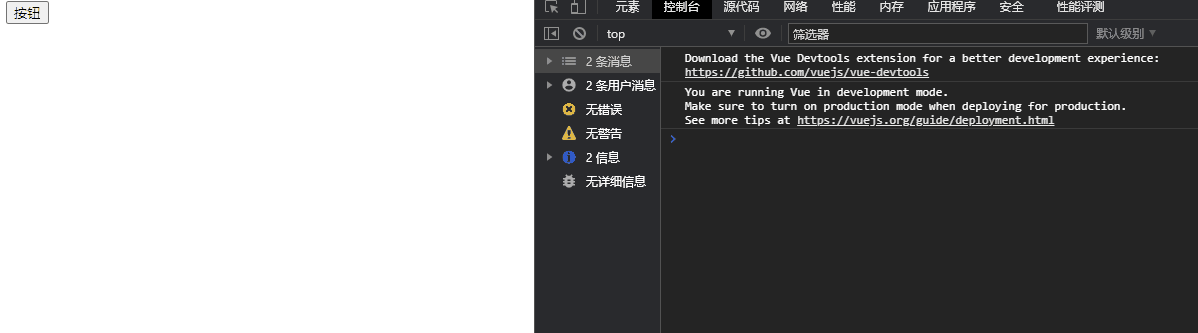 按钮
元素 控制台 源代码 网络 性能 内存 应用程序 安全 性能评测
top 筛选器 默认级别
2 条消息
2 条用户消息
无错误
无警告
2 信息
无详细信息
Download the Vue Devtools extension for a better development experience:
https://github.com/vuejs/vue-devtools
You are running Vue in development mode.
Make sure to turn on production mode when deploying for production.
See more tips at https://vuejs.org/guide/deployment.html